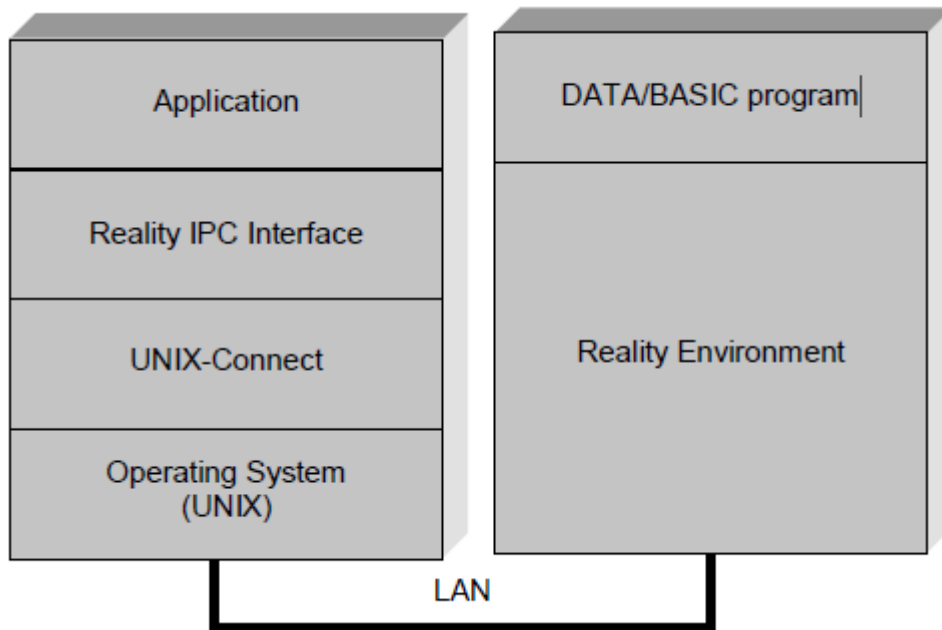 Application
Reality IPC Interface
UNIX-Connect
Operating System
(UNIX)
DATA/BASIC program
Reality Environment
LAN